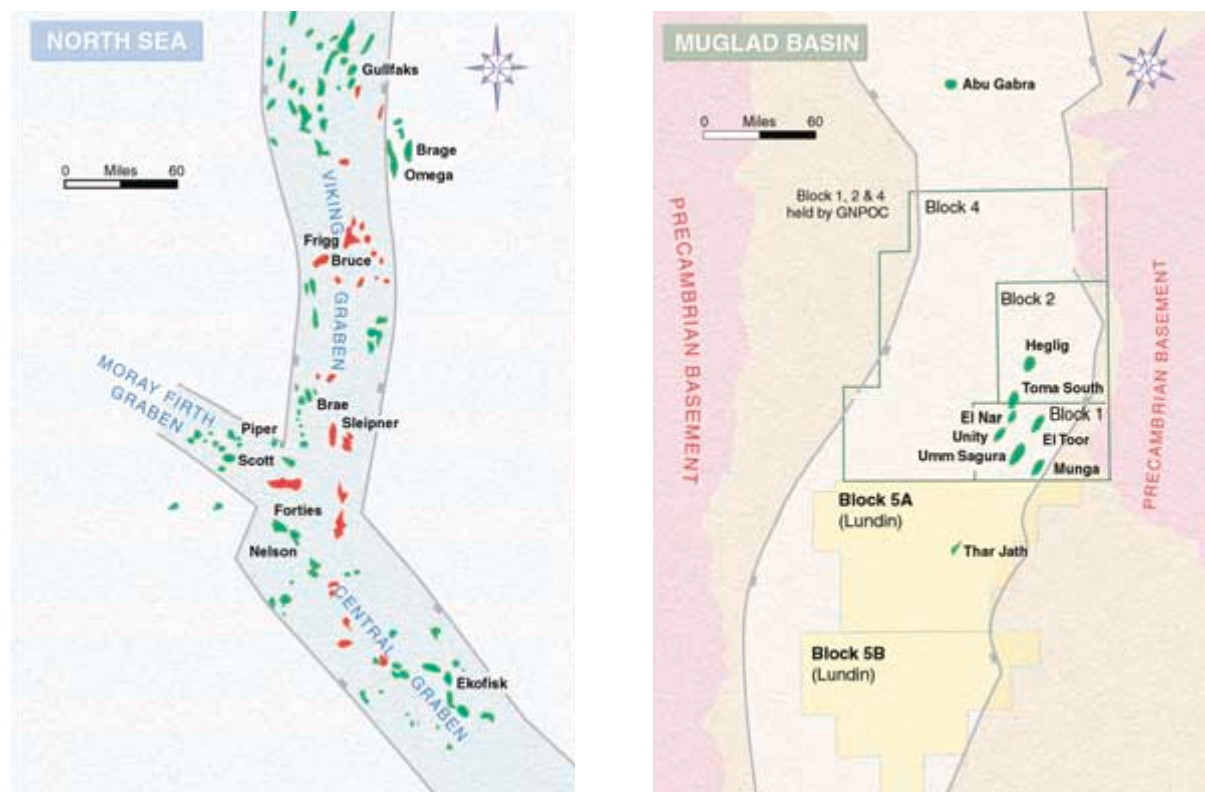 NORTH SEA
Gullfaks
Brage
Omega
0 Miles 60
VIKING
GRABEN
Frigg
Bruce
MORAY FIRTH
GRABEN
Brae
Sleipner
Piper
Scott
Forties
Nelson
CENTRAL
GRABEN
Ekofisk
MUGLAD BASIN
Abu Gabra
0 Miles 60
Block 1, 2 & 4
held by GNPOC
Block 4
PRECAMBRIAN BASEMENT
PRECAMBRIAN BASEMENT
Block 2
Heglig
Toma South
El Nar
Block 1
Unity
El Toor
Umm Sagura
Munga
Block 5A
(Lundin)
Thar Jath
Block 5B
(Lundin)